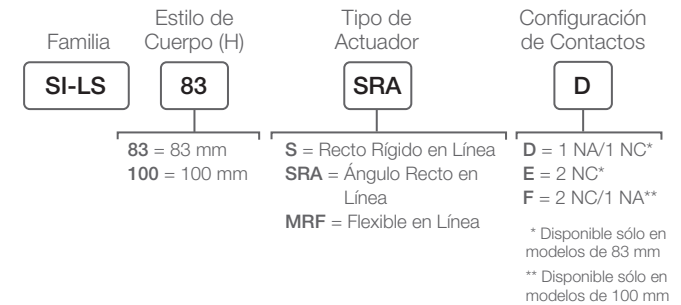 Familia
Estilo de
Cuerpo (H)
Tipo de
Actuador
Configuración
de Contactos
SI-LS
83
SRA
D
83 = 83 mm
100 = 100 mm
S = Recto Rígido en Línea
SRA = Ángulo Recto en
Línea
MRF = Flexible en Línea
D = 1 NA/1 NC*
E = 2 NC*
F = 2 NC/1 NA**
* Disponible sólo en
modelos de 83 mm
** Disponible sólo en
modelos de 100 mm